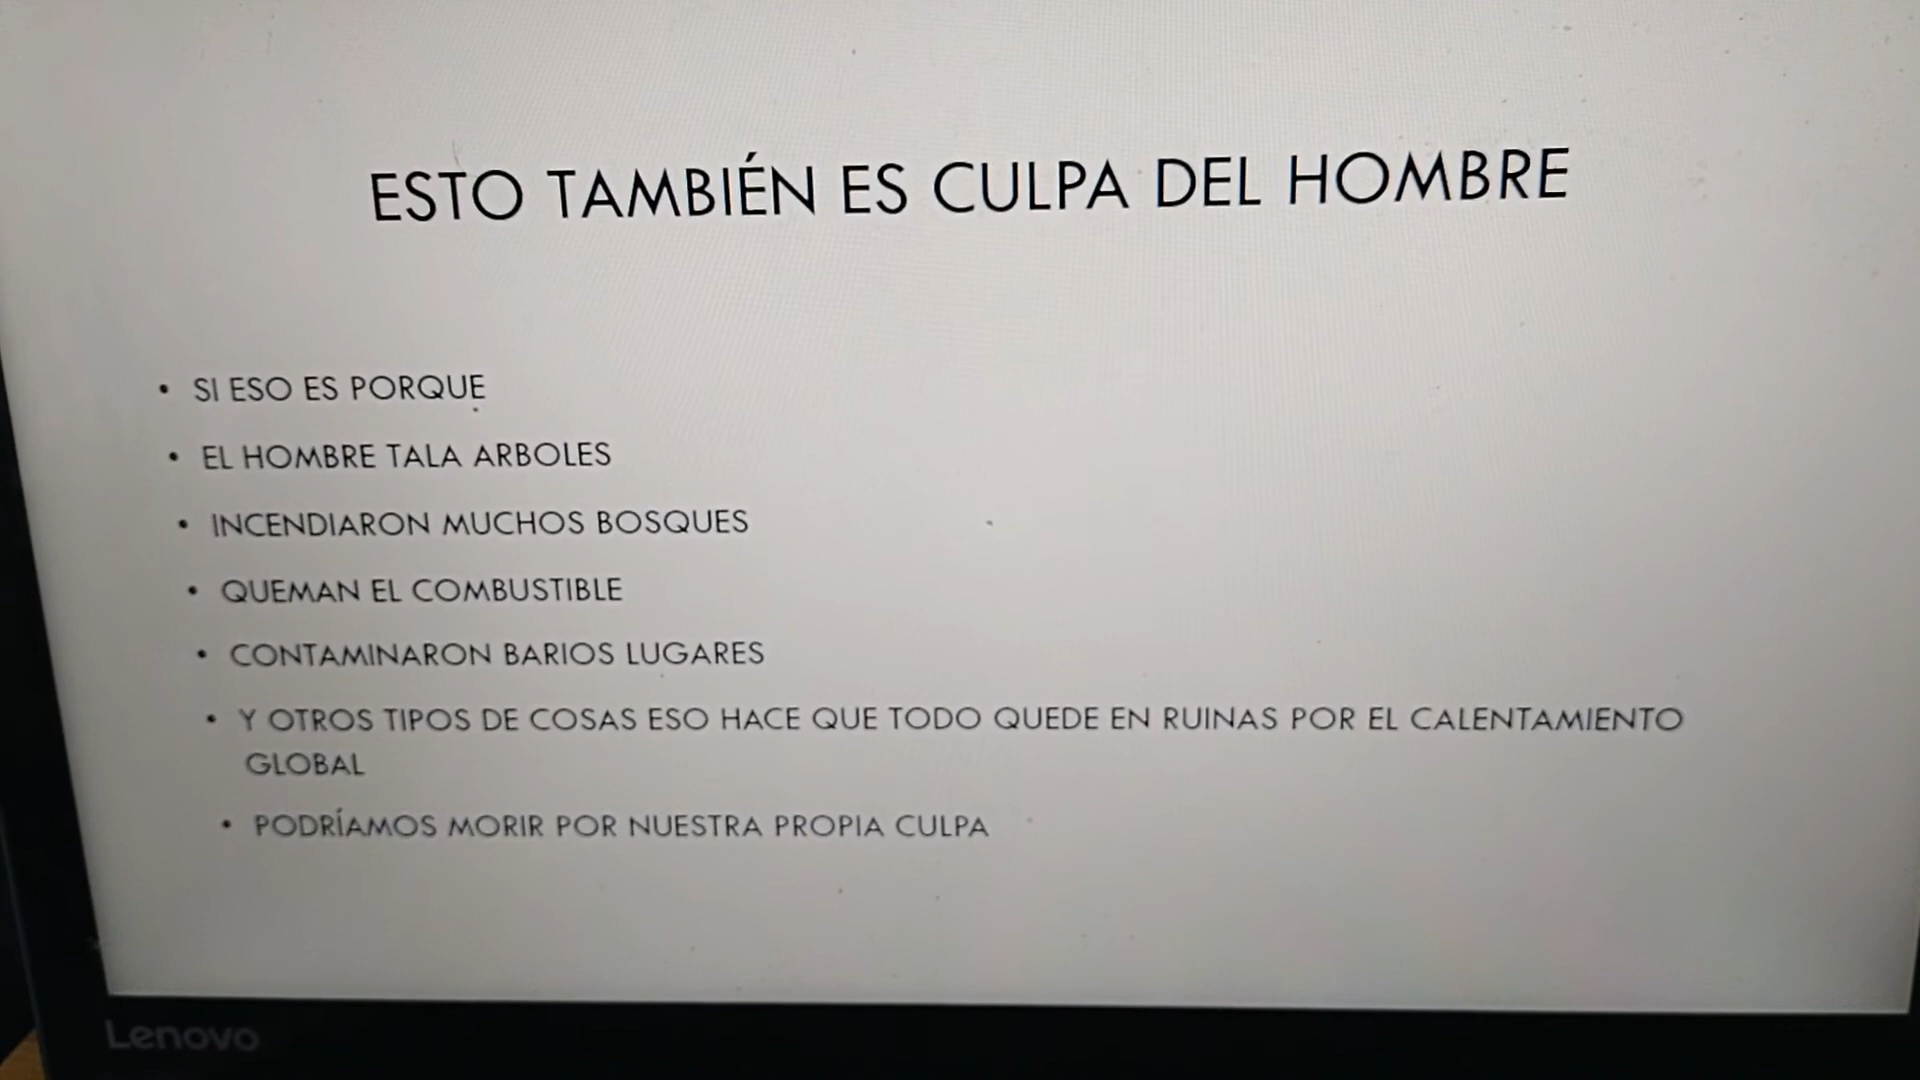 ESTO TAMBIÉN ES CULPA DEL HOMBRE
• SI ESO ES PORQUE
• EL HOMBRE TALA ARBOLES
• INCENDIARON MUCHOS BOSQUES
• QUEMAN EL COMBUSTIBLE
• CONTAMINARON BARIOS LUGARES
• Y OTROS TIPOS DE COSAS ESO HACE QUE TODO QUEDE EN RUINAS POR EL CALENTAMIENTO
GLOBAL
• PODRÍAMOS MORIR POR NUESTRA PROPIA CULPA
Lenovo